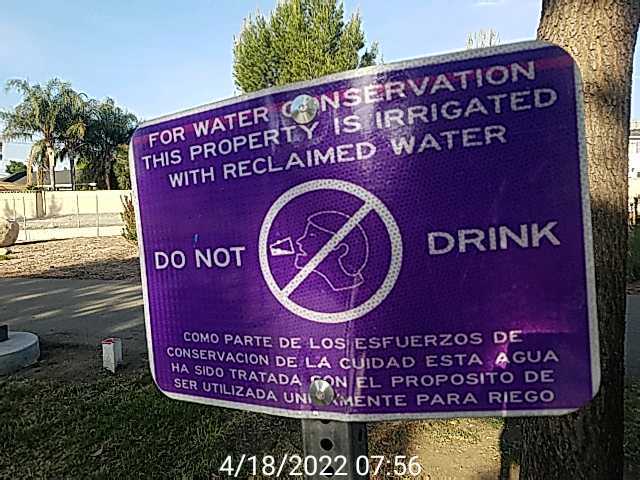 FOR WATER CONSERVATION
THIS PROPERTY IS IRRIGATED
WITH RECLAIMED WATER
DO NOT DRINK
COMO PARTE DE LOS ESFUERZOS DE
CONSERVACION DE LA CUIDAD ESTA AGUA
HA SIDO TRATADA CON EL PROPOSITO DE
SER UTILIZADA UNICAMENTE PARA RIEGO
4/18/2022 07:56